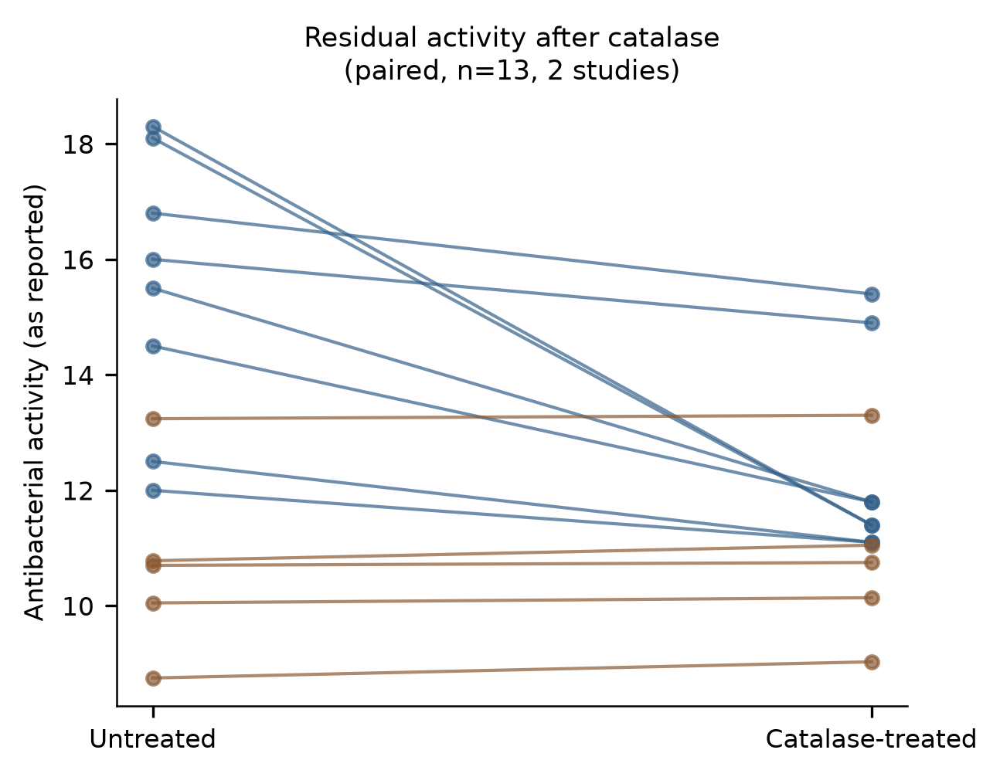 Residual activity after catalase
(paired, n=13, 2 studies)
Antibacterial activity (as reported)
18
16
14
12
10
Untreated
Catalase-treated